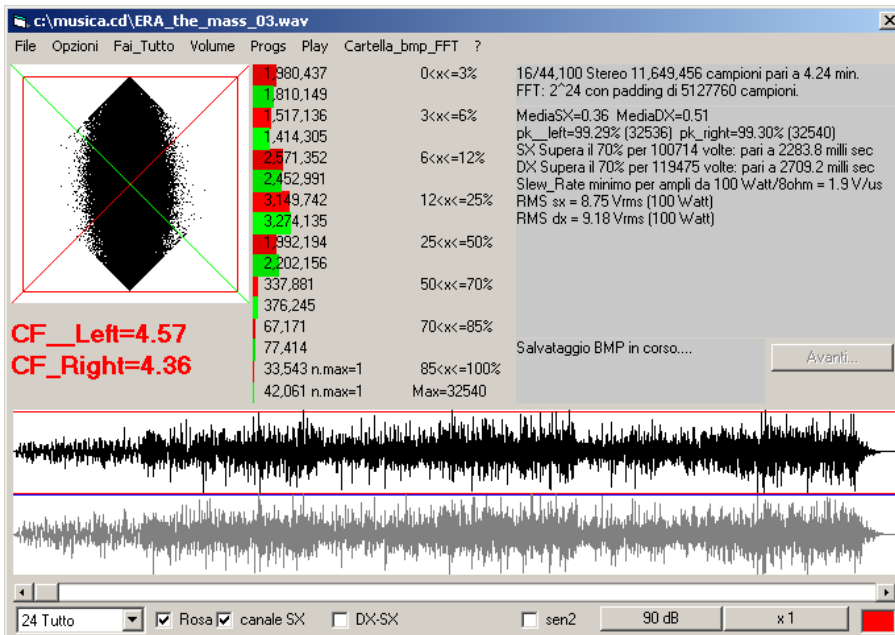 c:\musica.cd\ERA_the_mass_03.wav
File Opzioni Fai_Tutto Volume Progs Play Cartella_bmp_FFT ?
1,980,437 0<x<=3%
1,810,149
1,517,136 3<x<=6%
1,414,305
2,571,352 6<x<=12%
2,452,991
3,149,742 12<x<=25%
3,274,135
1,992,194 25<x<=50%
2,202,156
337,881 50<x<=70%
376,245
67,171 70<x<=85%
77,414
33,543 n.max=1 85<x<=100%
42,061 n.max=1 Max=32540
16/44,100 Stereo 11,649,456 campioni pari a 4.24 min.
FFT: 2^24 con padding di 5127760 campioni.
MediaSX=0.36 MediaDX=0.51
pk__left=99.29% (32536) pk_right=99.30% (32540)
SX Supera il 70% per 100714 volte: pari a 2283.8 milli sec
DX Supera il 70% per 119475 volte: pari a 2709.2 milli sec
Slew_Rate minimo per ampli da 100 Watt/8ohm = 1.9 V/us
RMS sx = 8.75 Vrms (100 Watt)
RMS dx = 9.18 Vrms (100 Watt)
CF__Left=4.57
CF_Right=4.36
Salvataggio BMP in corso....
Avanti...
24 Tutto Rosa canale SX DX-SX sen2 90 dB x 1